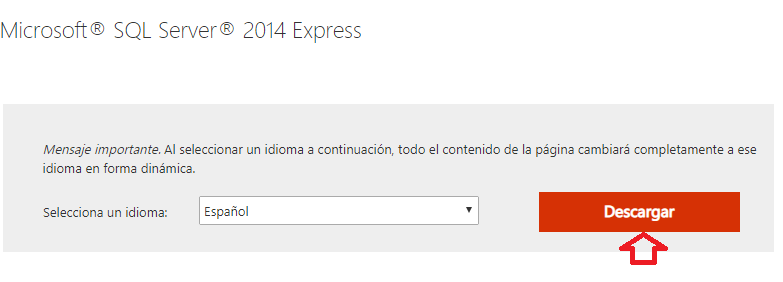 Microsoft® SQL Server® 2014 Express
Mensaje importante. Al seleccionar un idioma a continuación, todo el contenido de la página cambiará completamente a ese
idioma en forma dinámica.
Selecciona un idioma:
Español
Descargar